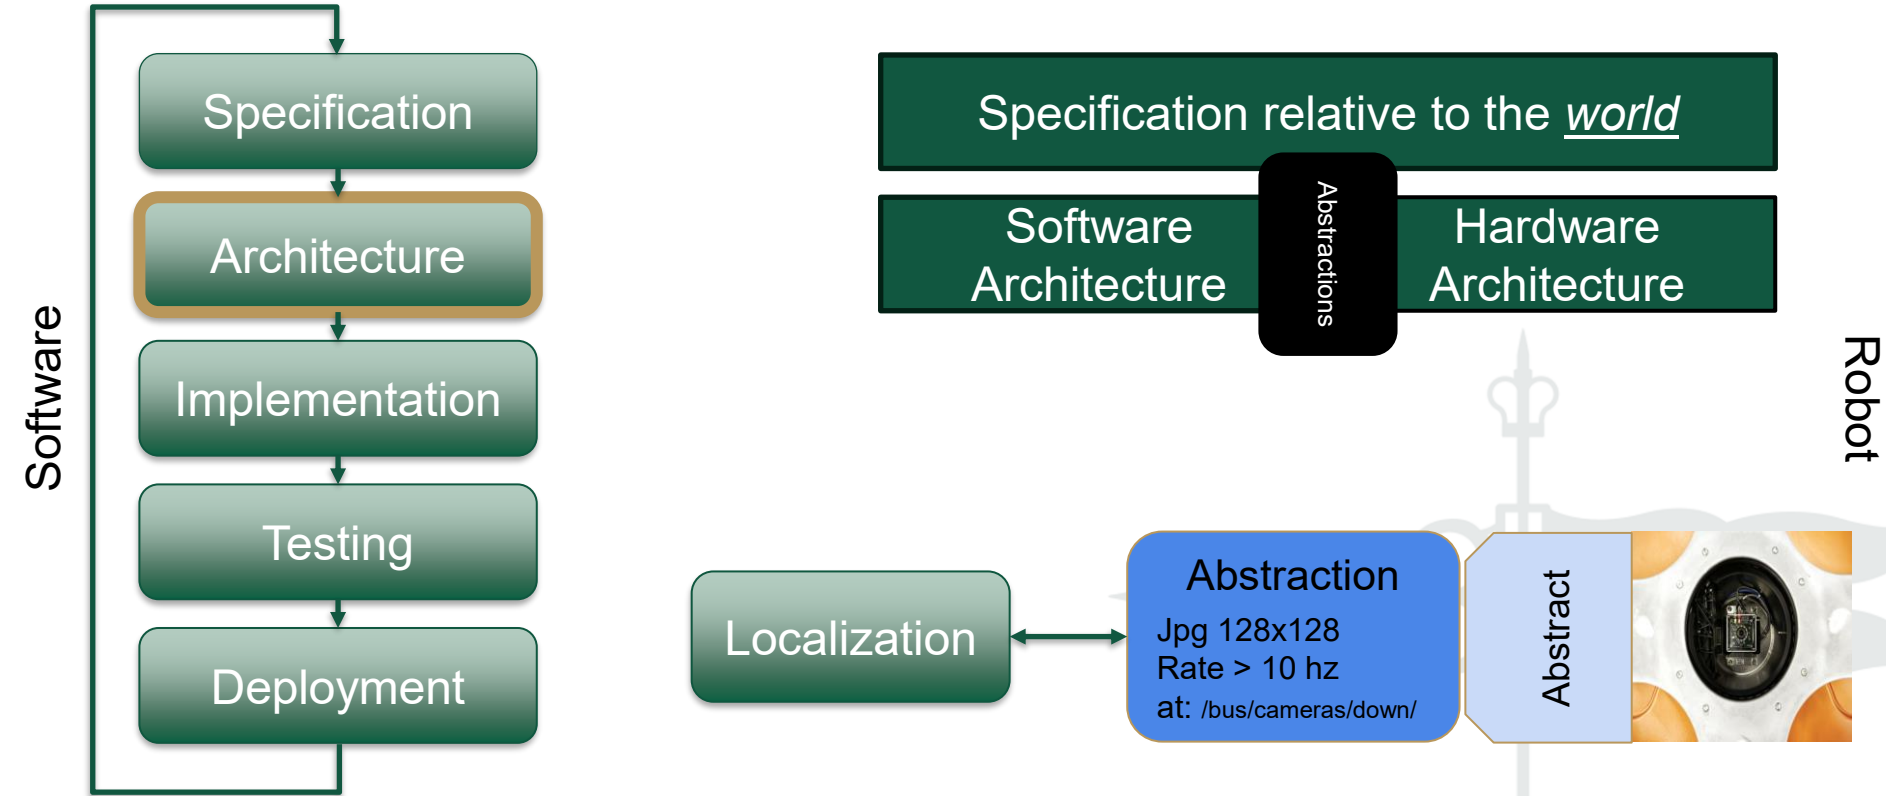 Software
Specification
Architecture
Implementation
Testing
Deployment
Specification relative to the world
Software
Architecture
Abstractions
Hardware
Architecture
Robot
Localization
Abstraction
Jpg 128x128
Rate > 10 hz
at: /bus/cameras/down/
Abstract